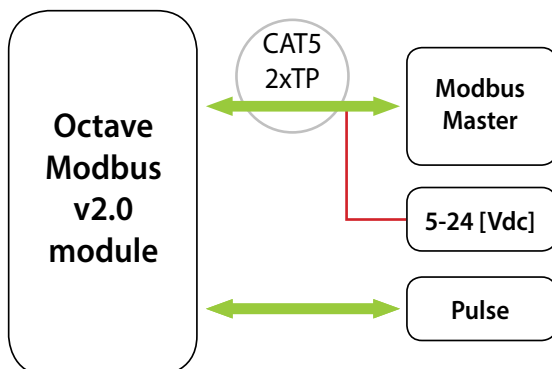 CAT5
2xTP
Octave
Modbus
v2.0
module
Modbus
Master
5-24 [Vdc]
Pulse